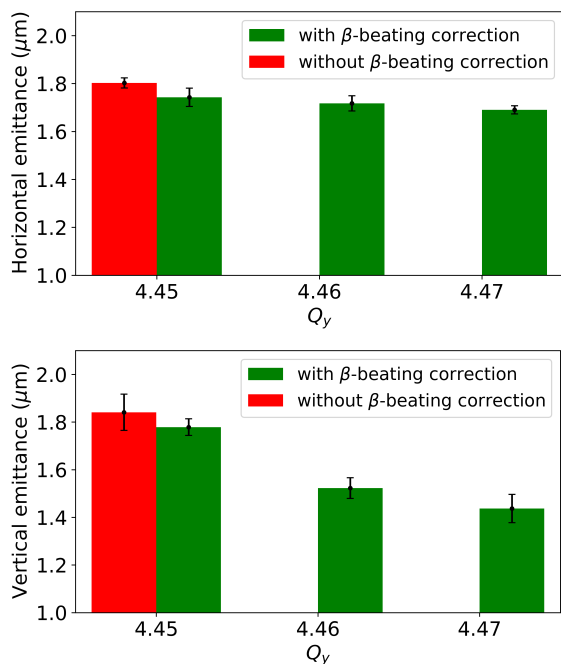 Horizontal emittance (μm)
2.0
1.8
1.6
1.4
1.2
1.0
with β-beating correction
without β-beating correction
4.45 4.46 4.47
Q_y
Vertical emittance (μm)
2.0
1.8
1.6
1.4
1.2
1.0
with β-beating correction
without β-beating correction
4.45 4.46 4.47
Q_y